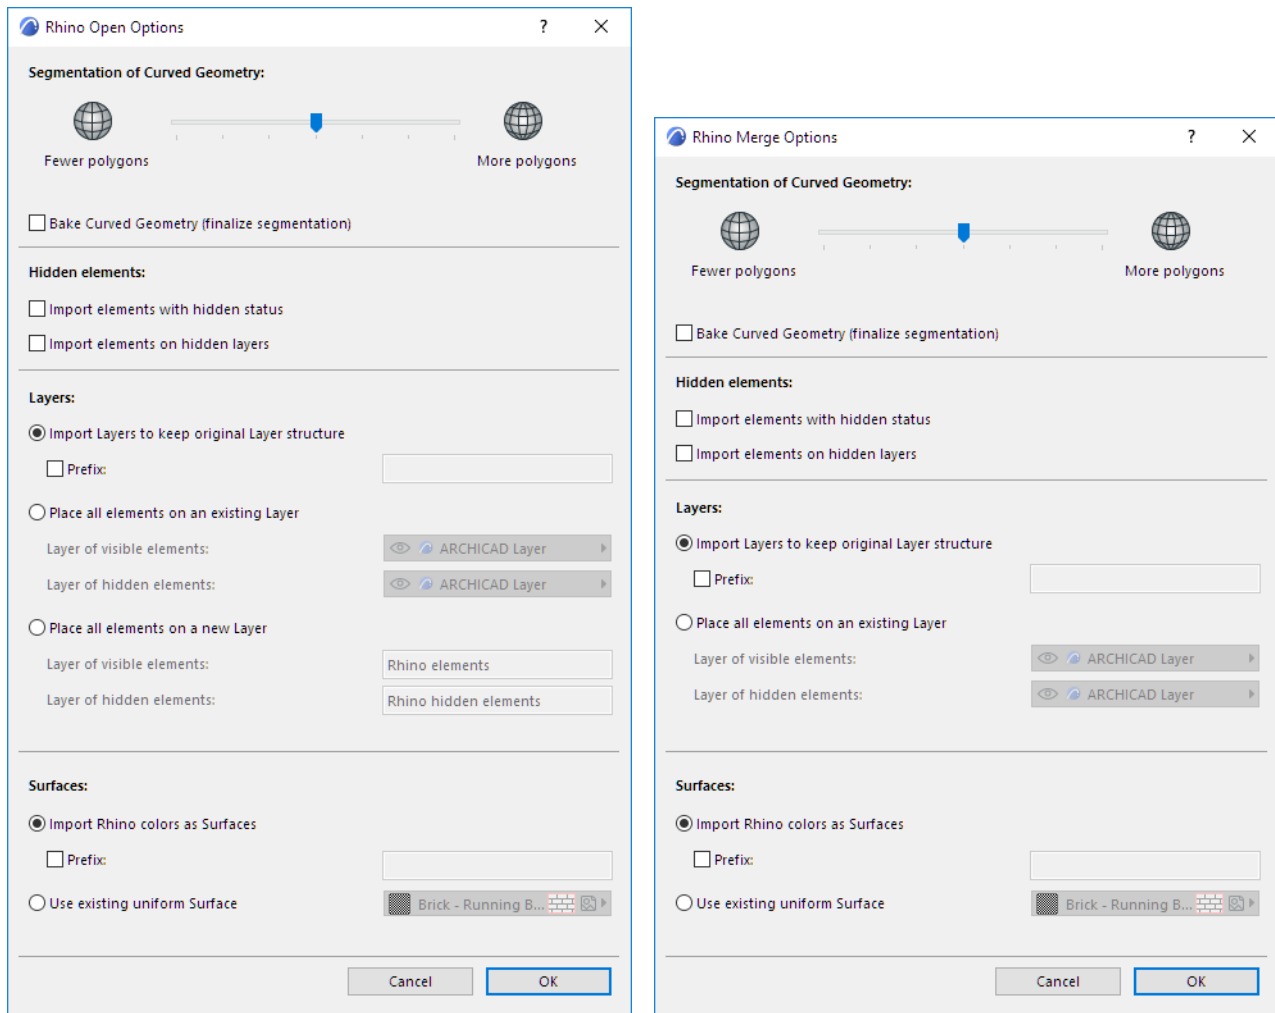 Rhino Open Options
?
Segmentation of Curved Geometry:
Fewer polygons
More polygons
Bake Curved Geometry (finalize segmentation)
Hidden elements:
Import elements with hidden status
Import elements on hidden layers
Layers:
Import Layers to keep original Layer structure
Prefix:
Place all elements on an existing Layer
Layer of visible elements: ARCHICAD Layer
Layer of hidden elements: ARCHICAD Layer
Place all elements on a new Layer
Layer of visible elements: Rhino elements
Layer of hidden elements: Rhino hidden elements
Surfaces:
Import Rhino colors as Surfaces
Prefix:
Use existing uniform Surface Brick - Running B...
Cancel
OK
Rhino Merge Options
?
Segmentation of Curved Geometry:
Fewer polygons
More polygons
Bake Curved Geometry (finalize segmentation)
Hidden elements:
Import elements with hidden status
Import elements on hidden layers
Layers:
Import Layers to keep original Layer structure
Prefix:
Place all elements on an existing Layer
Layer of visible elements: ARCHICAD Layer
Layer of hidden elements: ARCHICAD Layer
Surfaces:
Import Rhino colors as Surfaces
Prefix:
Use existing uniform Surface Brick - Running B...
Cancel
OK